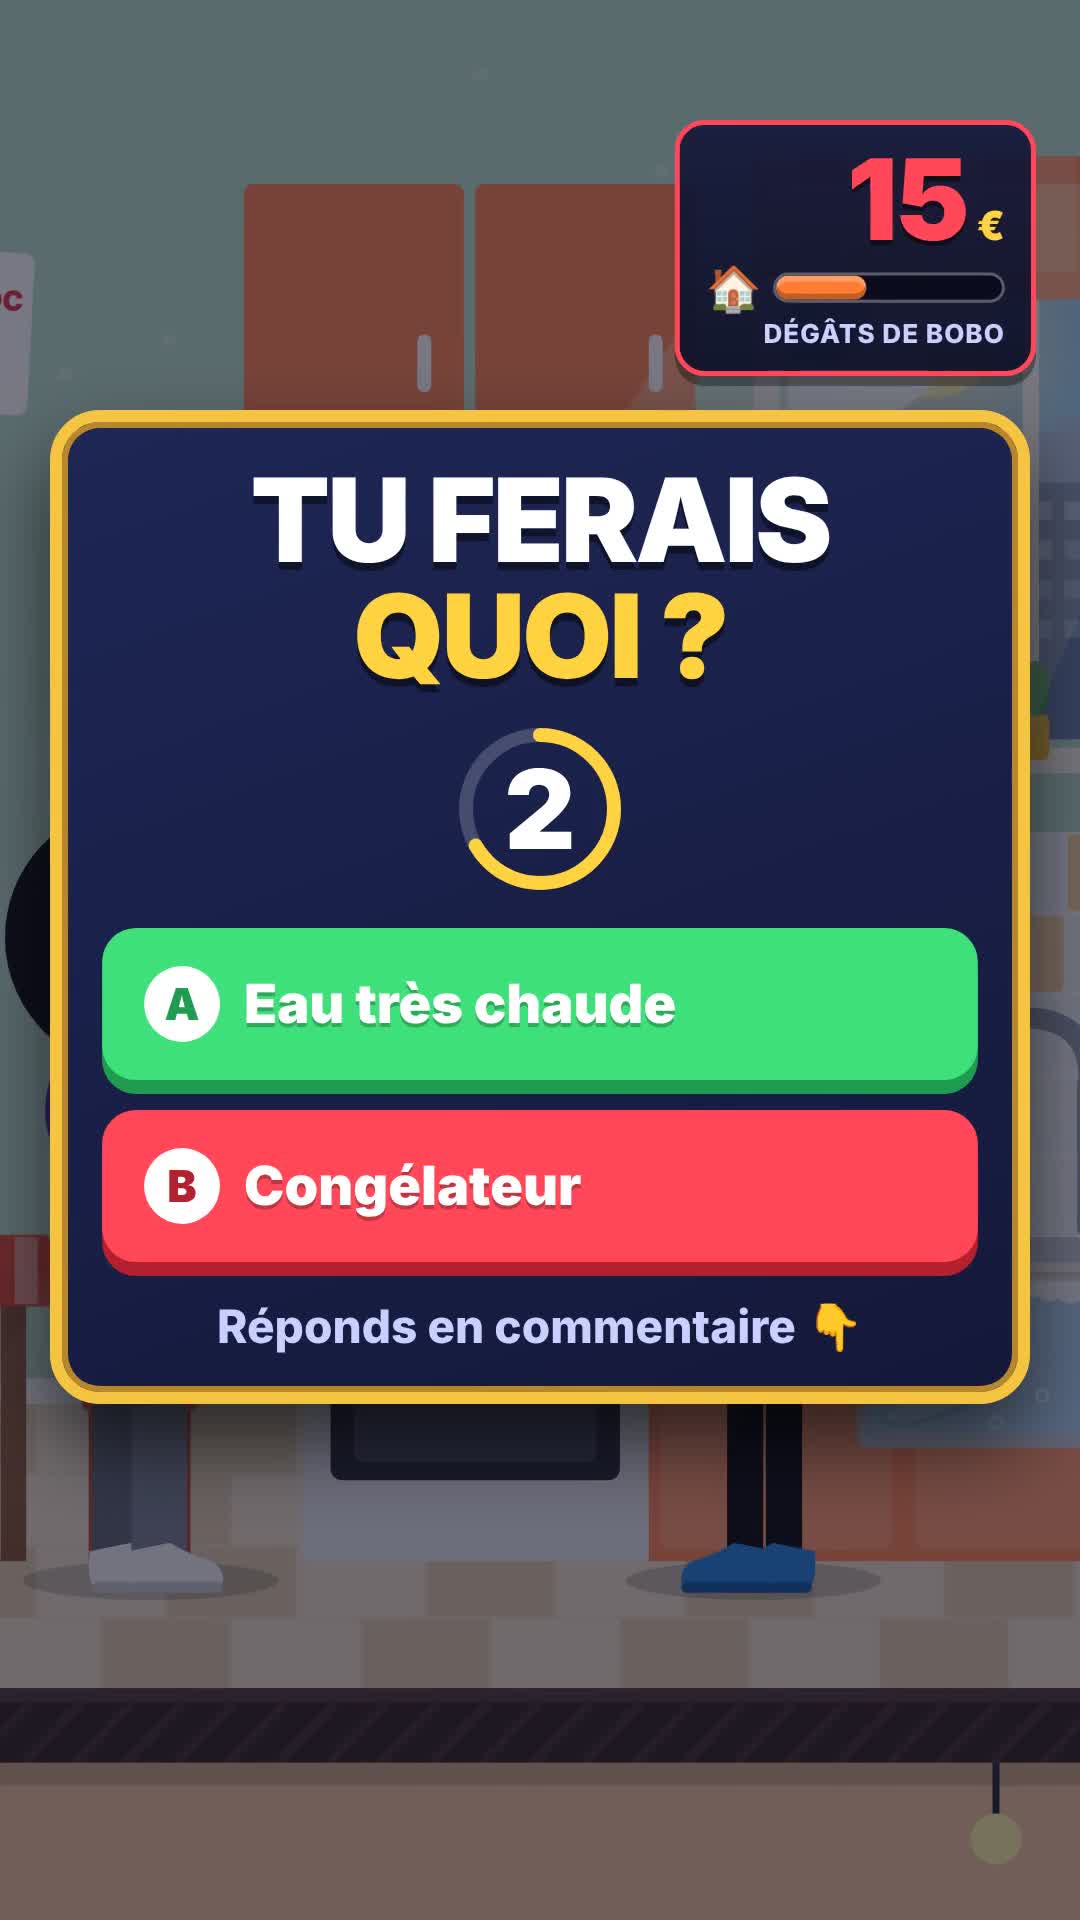 15 €
DÉGÂTS DE BOBO
TU FERAIS
QUOI ?
2
A Eau très chaude
B Congélateur
Réponds en commentaire 👇